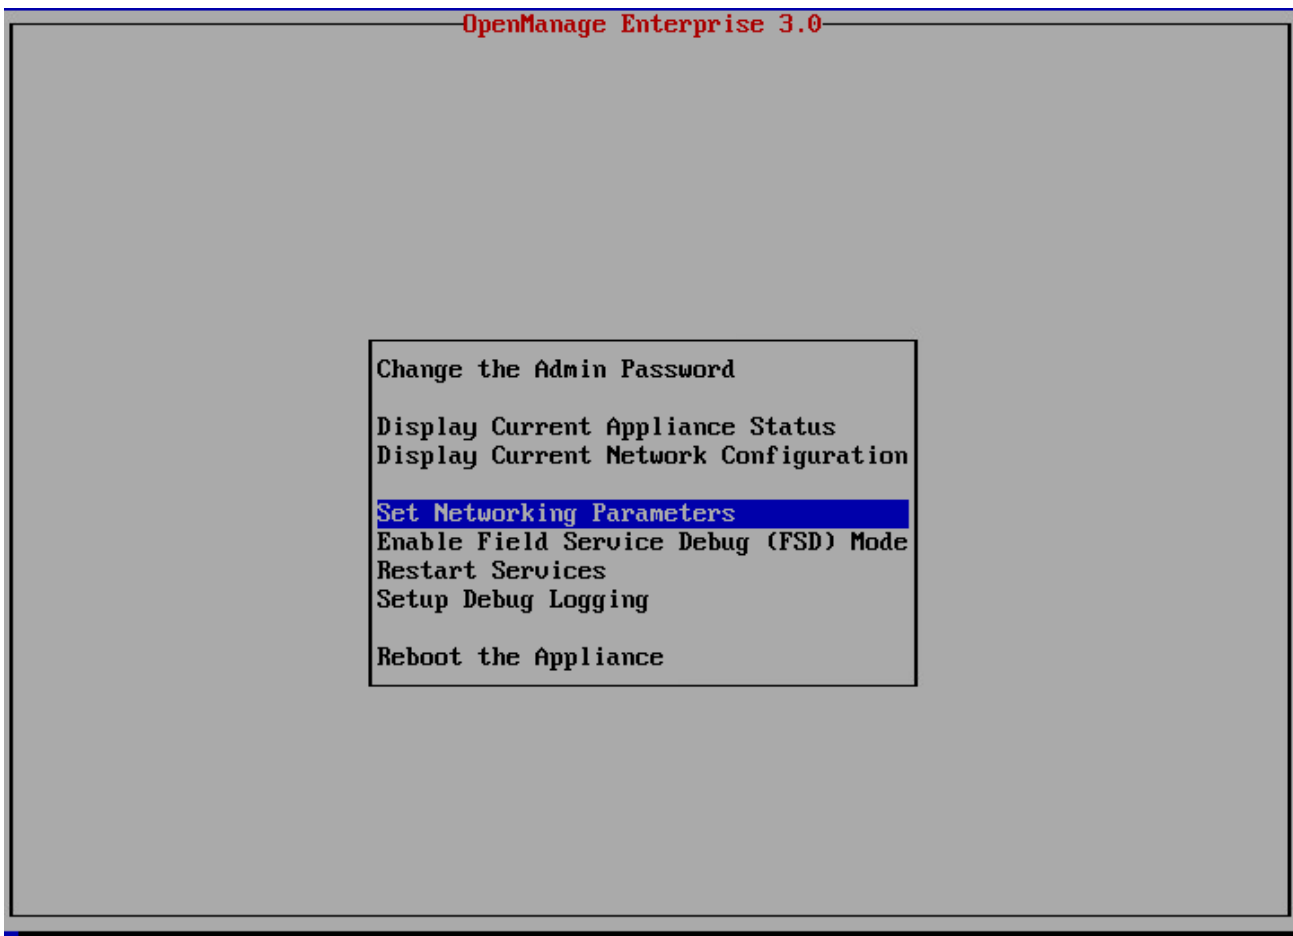 OpenManage Enterprise 3.0
Change the Admin Password
Display Current Appliance Status
Display Current Network Configuration
Set Networking Parameters
Enable Field Service Debug (FSD) Mode
Restart Services
Setup Debug Logging
Reboot the Appliance